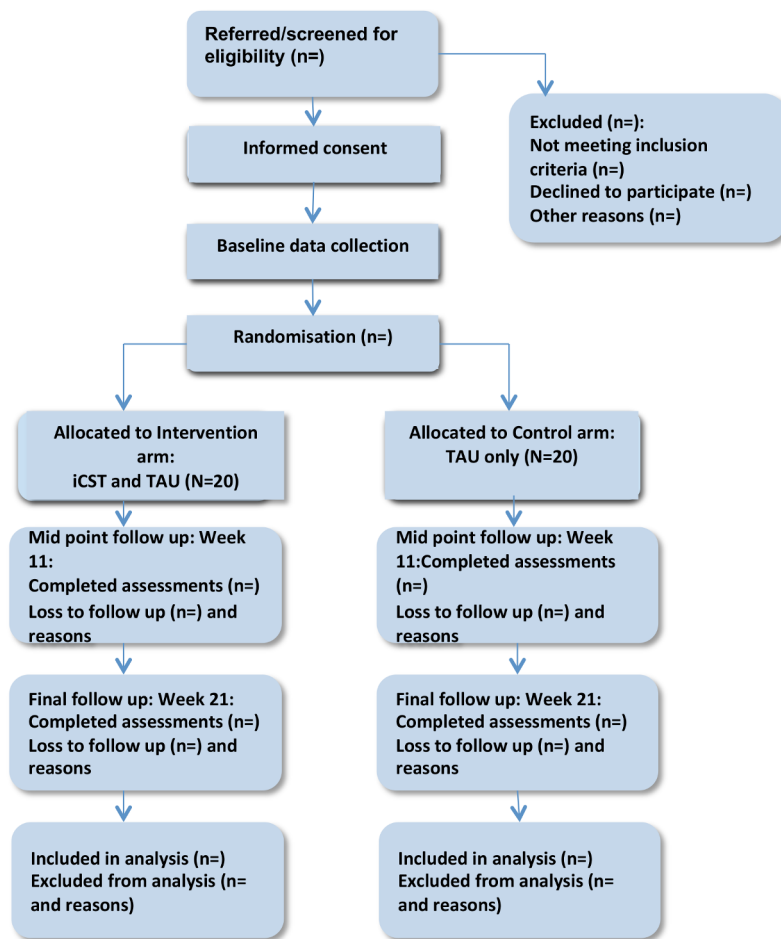 Referred/screened for
eligibility (n=)
Excluded (n=):
Not meeting inclusion
criteria (n=)
Declined to participate (n=)
Other reasons (n=)
Informed consent
Baseline data collection
Randomisation (n=)
Allocated to Intervention
arm:
iCST and TAU (N=20)
Allocated to Control arm:
TAU only (N=20)
Mid point follow up: Week
11:
Completed assessments (n=)
Loss to follow up (n=) and
reasons
Mid point follow up: Week
11:Completed assessments
(n=)
Loss to follow up (n=) and
reasons
Final follow up: Week 21:
Completed assessments (n=)
Loss to follow up (n=) and
reasons
Final follow up: Week 21:
Completed assessments (n=)
Loss to follow up (n=) and
reasons
Included in analysis (n=)
Excluded from analysis (n=
and reasons)
Included in analysis (n=)
Excluded from analysis (n=
and reasons)